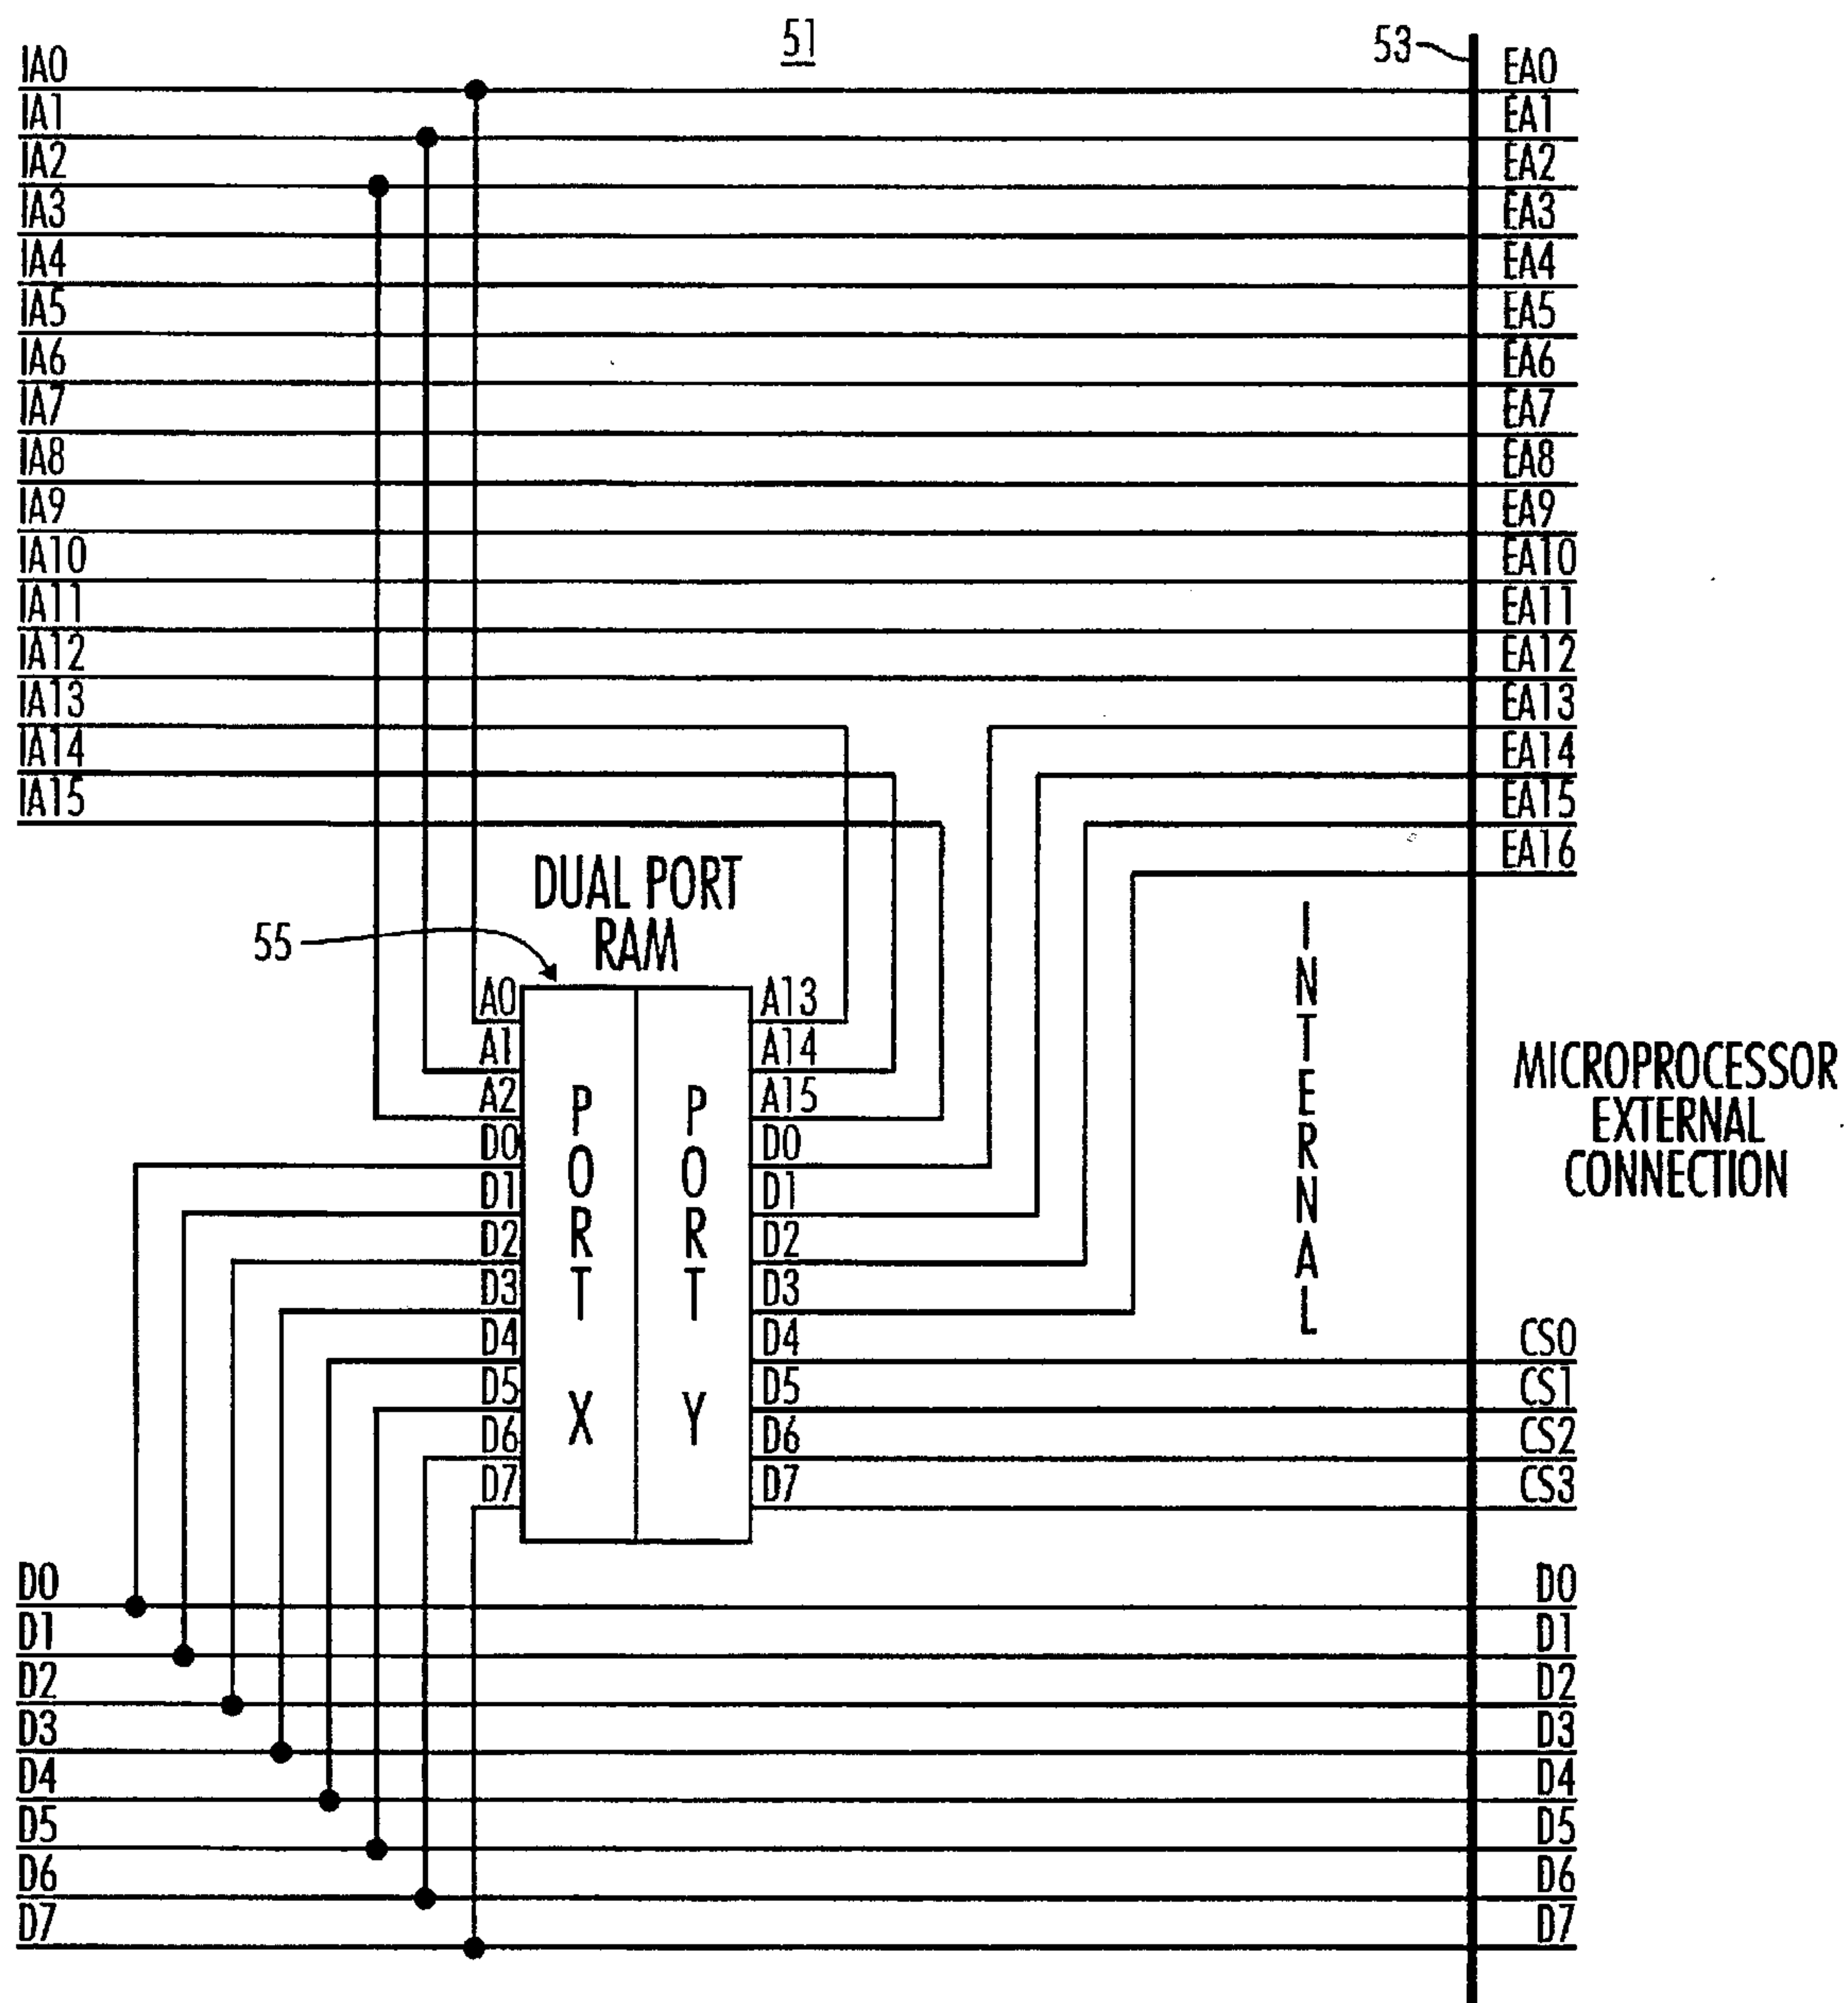 51
53
IA0 EA0
IA1 EA1
IA2 EA2
IA3 EA3
IA4 EA4
IA5 EA5
IA6 EA6
IA7 EA7
IA8 EA8
IA9 EA9
IA10 EA10
IA11 EA11
IA12 EA12
IA13 EA13
IA14 EA14
IA15 EA15
EA16
DUAL PORT
RAM
55
A0 A13
A1 A14
A2 A15
D0 D0
D1 D1
D2 D2
D3 D3
D4 D4
D5 D5
D6 D6
D7 D7
PORT X
PORT Y
INTERNAL
MICROPROCESSOR
EXTERNAL
CONNECTION
CS0
CS1
CS2
CS3
D0 D0
D1 D1
D2 D2
D3 D3
D4 D4
D5 D5
D6 D6
D7 D7